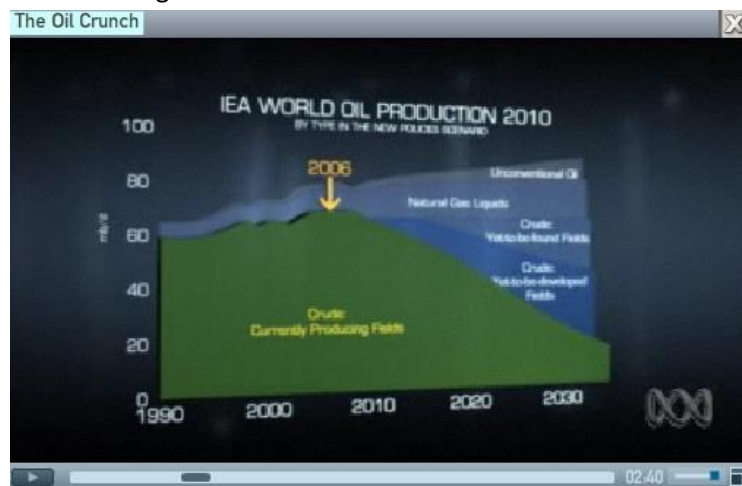 The Oil Crunch
X
IEA WORLD OIL PRODUCTION 2010
BY TYPE IN THE NEW POLICIES SCENARIO
100
80
60
40
20
0
mb/d
2006
Unconventional Oil
Natural Gas Liquids
Crude:
Yet-to-be-found Fields
Crude:
'Yet-to-be-developed'
Fields
Crude:
Currently Producing Fields
1990
2000
2010
2020
2030
02:40